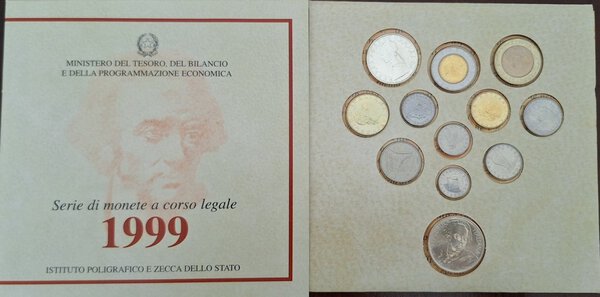 MINISTERO DEL TESORO, DEL BILANCIO
E DELLA PROGRAMMAZIONE ECONOMICA
Serie di monete a corso legale
1999
ISTITUTO POLIGRAFICO E ZECCA DELLO STATO